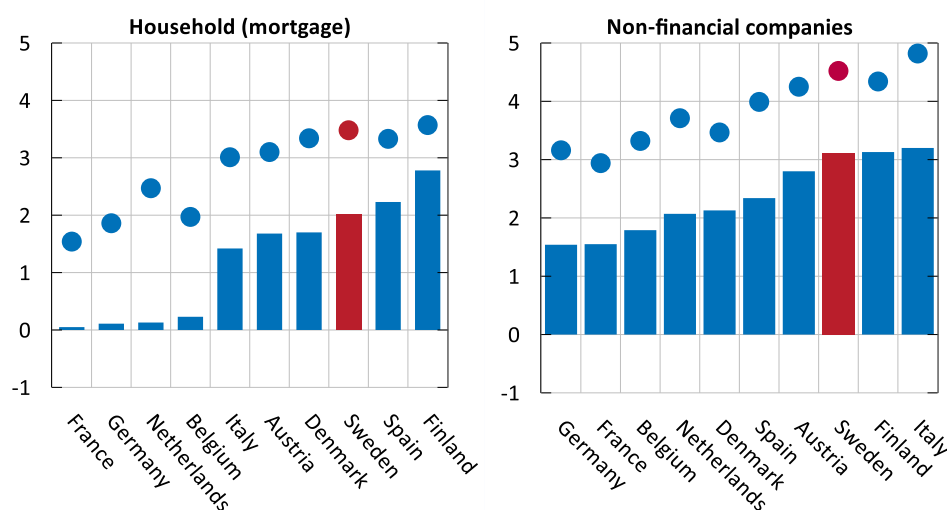 Household (mortgage)
5
4
3
2
1
0
-1
France
Germany
Netherlands
Belgium
Italy
Austria
Denmark
Sweden
Spain
Finland
Non-financial companies
5
4
3
2
1
0
-1
Germany
France
Belgium
Netherlands
Denmark
Spain
Austria
Sweden
Finland
Italy